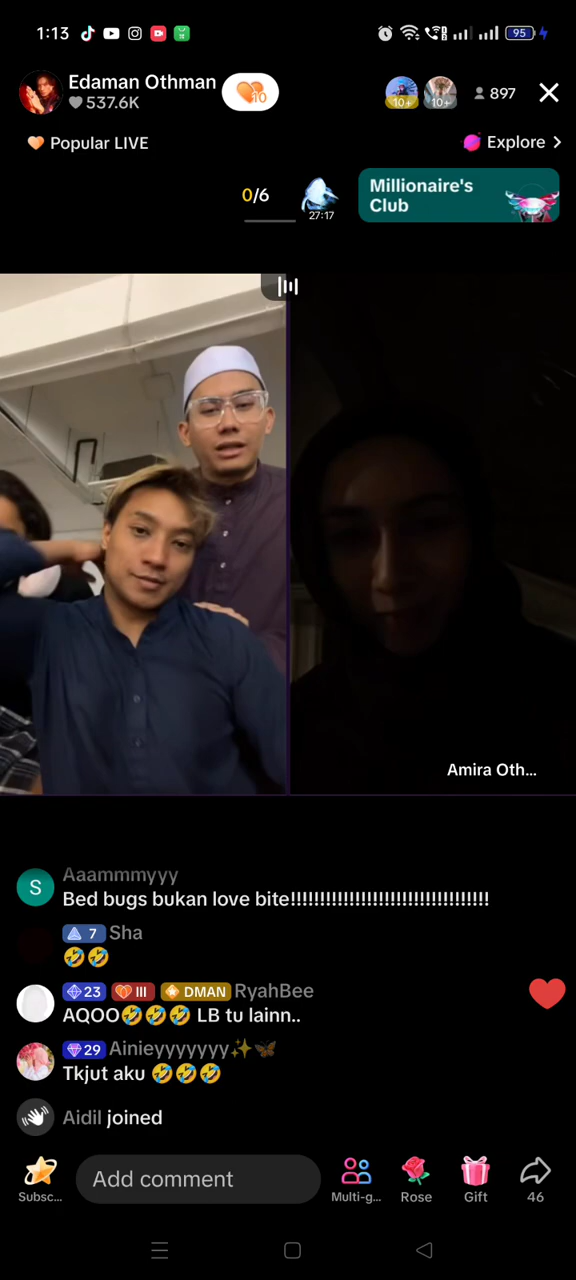 1:13
95
Edaman Othman
537.6K
10
10+
10+
897
Popular LIVE
Explore
0/6
27:17
Millionaire's
Club
Amira Oth...
Aaammmyyy
S
Bed bugs bukan love bite!!!!!!!!!!!!!!!!!!!!!!!!!!!!!!!!!!
7 Sha
🤣🤣
23 III DMAN RyahBee
AQOO🤣🤣🤣 LB tu lainn..
29 Ainieyyyyyyy✨🦋
Tkjut aku 🤣🤣🤣
Aidil joined
Add comment
Subsc...
Multi-g...
Rose
Gift
46